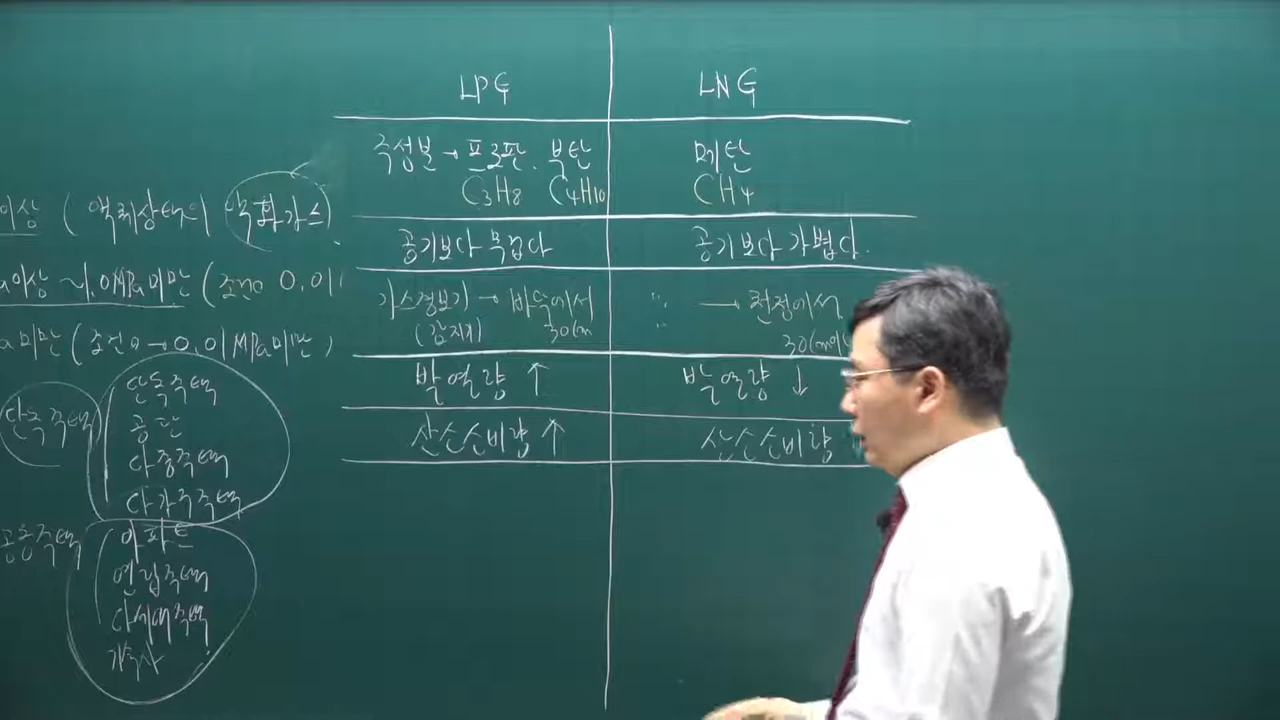 LPG LNG
주성분 → 프로판. 부탄 메탄
C3H8 C4H10 CH4
공기보다 무겁다 공기보다 가볍다.
가스경보기 → 바닥에서 〃 → 천정에서
(감지기) 30cm 〃 30cm
발열량 ↑ 발열량 ↓
산소소비량 ↑ 산소소비량
이상 (액체상태의 액화가스)
이상 ~1.0MPa 미만 (조건 0.01
미만 (조건 → 0.01MPa 미만)
단독주택
단독주택
공관
다중주택
다가구주택
공동주택
아파트
연립주택
다세대주택
기숙사